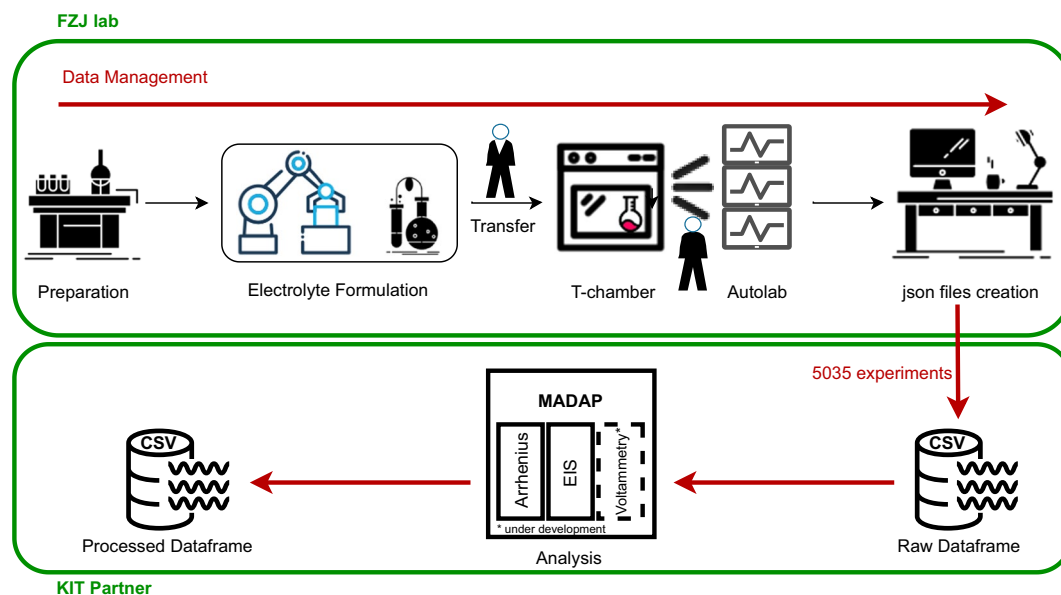 FZJ lab
Data Management
Transfer
Preparation
Electrolyte Formulation
T-chamber
Autolab
json files creation
5035 experiments
MADAP
Arrhenius
EIS
Voltammetry*
* under development
Analysis
CSV
Processed Dataframe
CSV
Raw Dataframe
KIT Partner